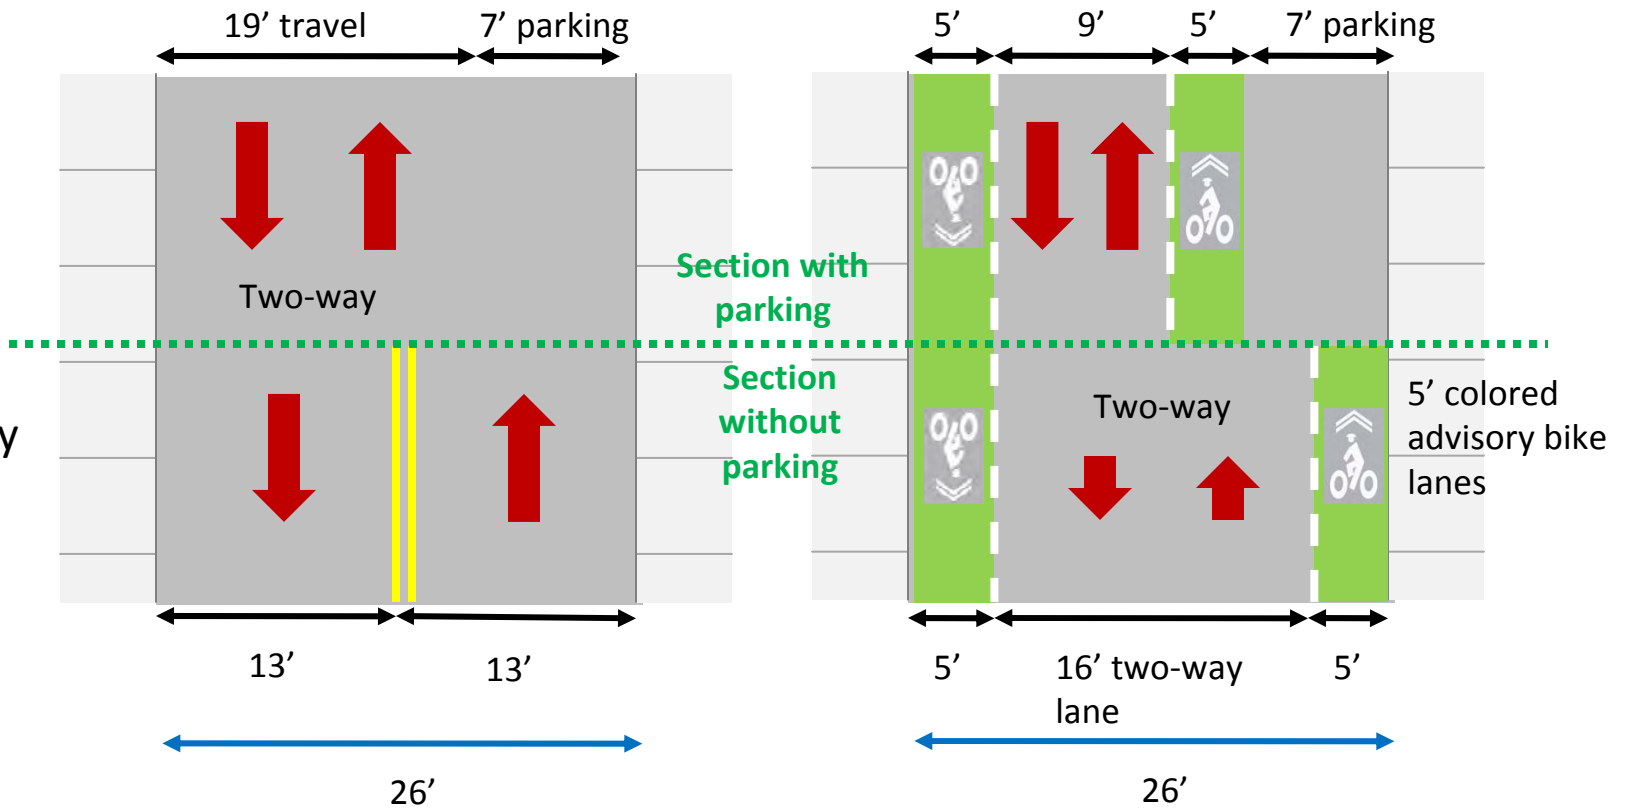 19’ travel
7’ parking
5’
9’
5’
7’ parking
Section with
parking
Two-way
Section
without
parking
Two-way
5’ colored
advisory bike
lanes
y
13’
13’
5’
16’ two-way
lane
5’
26’
26’